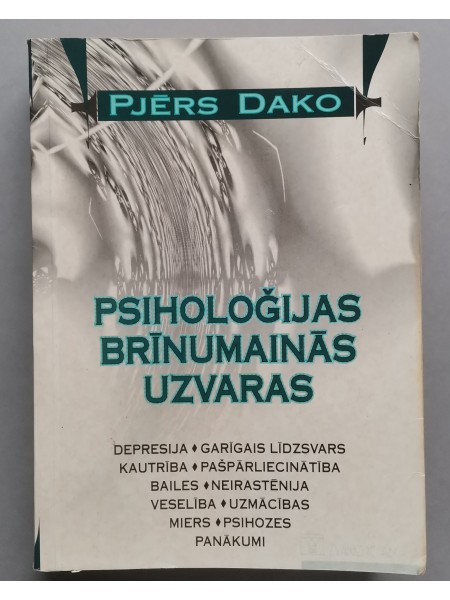 PJĒRS DAKO
PSIHOLOĢIJAS
BRĪNUMAINĀS
UZVARAS
DEPRESIJA ♦ GARĪGAIS LĪDZSVARS
KAUTRĪBA ♦ PAŠPĀRLIECINĀTĪBA
BAILES ♦ NEIRASTĒNIJA
VESELĪBA ♦ UZMĀCĪBAS
MIERS ♦ PSIHOZES
PANĀKUMI